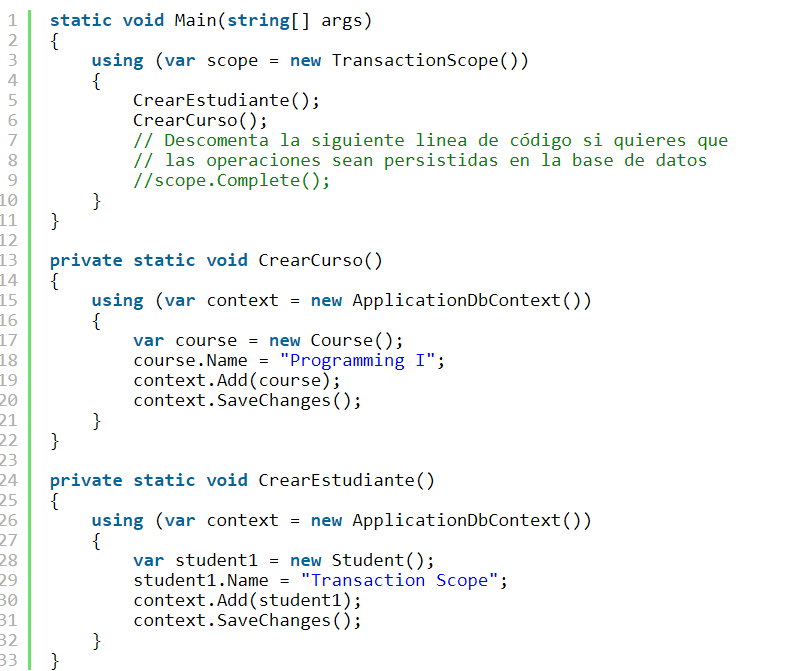 1 static void Main(string[] args)
2 {
3 using (var scope = new TransactionScope())
4 {
5 CrearEstudiante();
6 CrearCurso();
7 // Descomenta la siguiente linea de código si quieres que
8 // las operaciones sean persistidas en la base de datos
9 //scope.Complete();
10 }
11 }
12
13 private static void CrearCurso()
14 {
15 using (var context = new ApplicationDbContext())
16 {
17 var course = new Course();
18 course.Name = "Programming I";
19 context.Add(course);
20 context.SaveChanges();
21 }
22 }
23
24 private static void CrearEstudiante()
25 {
26 using (var context = new ApplicationDbContext())
27 {
28 var student1 = new Student();
29 student1.Name = "Transaction Scope";
30 context.Add(student1);
31 context.SaveChanges();
32 }
33 }